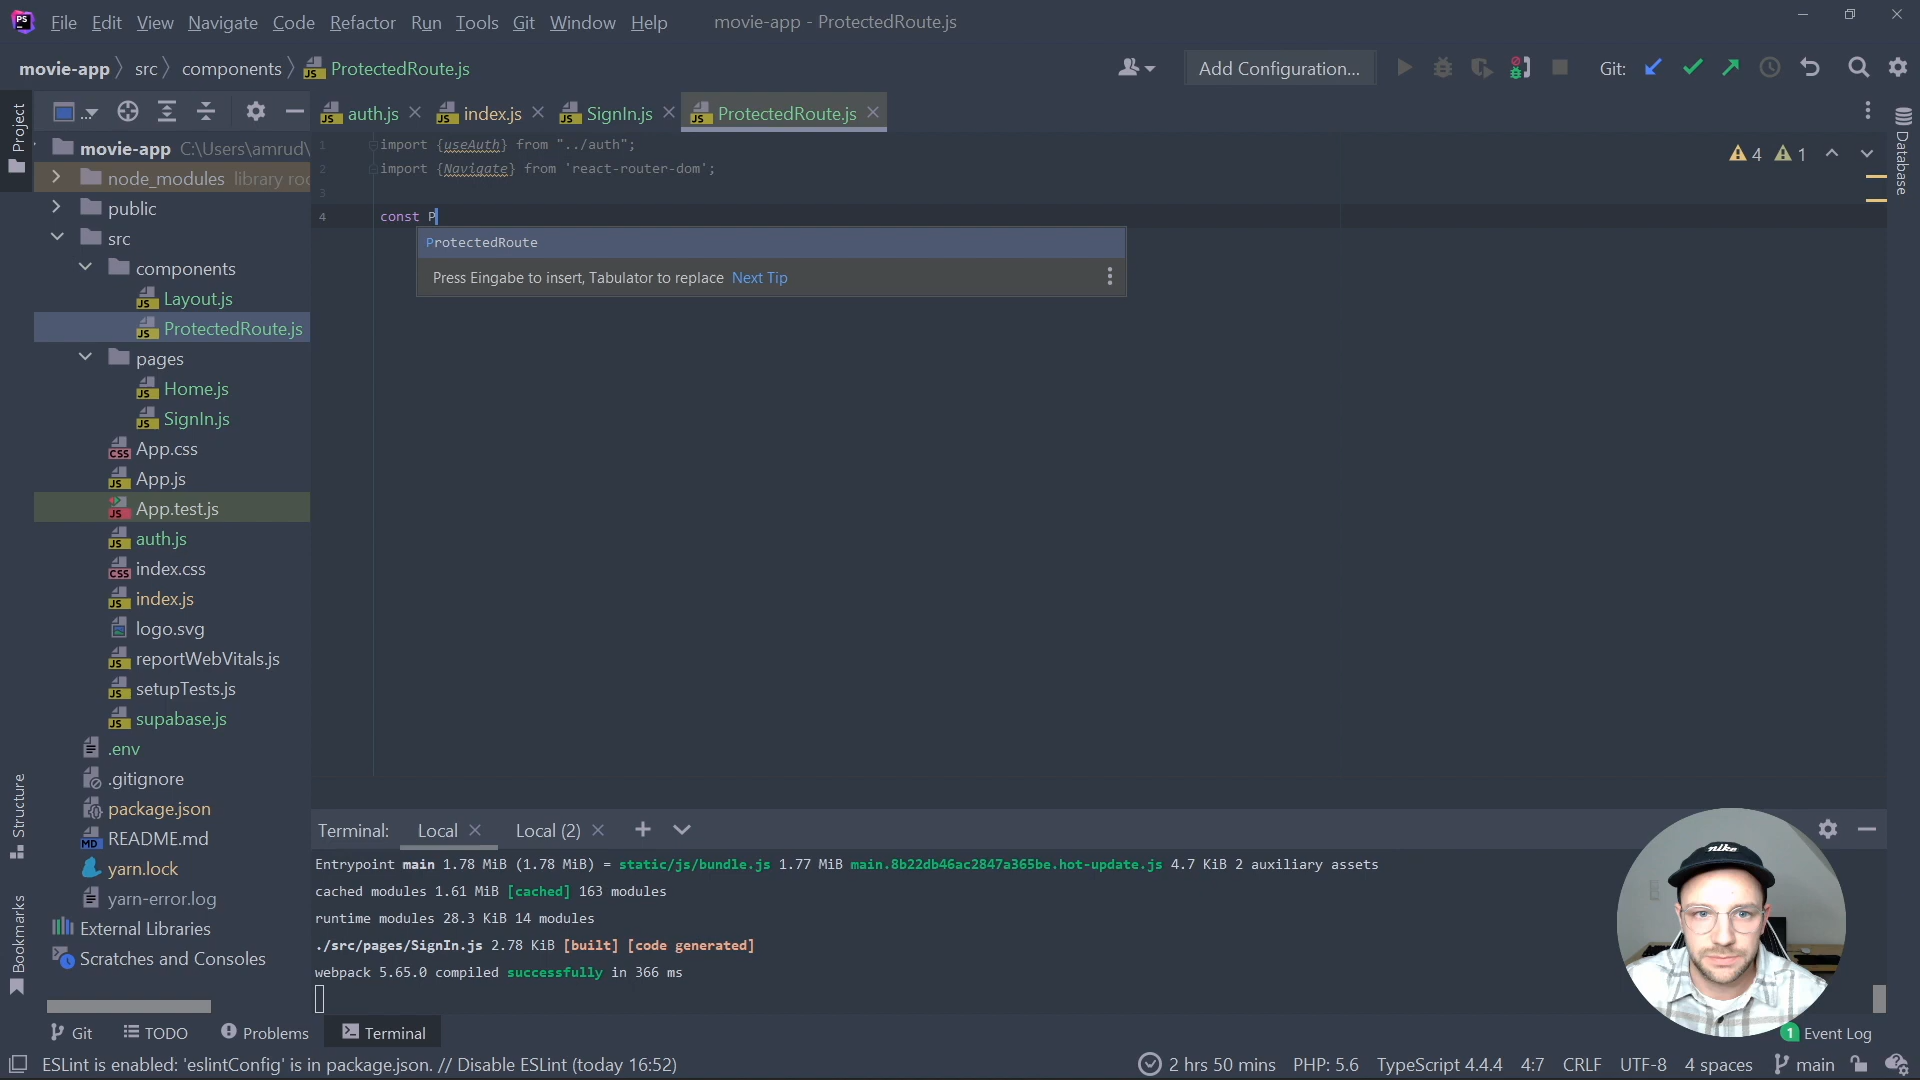 PS File Edit View Navigate Code Refactor Run Tools Git Window Help movie-app - ProtectedRoute.js
movie-app src components ProtectedRoute.js Add Configuration... Git:
auth.js index.js SignIn.js ProtectedRoute.js
Project
movie-app C:\Users\amrud\
node_modules library roo
public
src
components
Layout.js
ProtectedRoute.js
pages
Home.js
SignIn.js
App.css
App.js
App.test.js
auth.js
index.css
index.js
logo.svg
reportWebVitals.js
setupTests.js
supabase.js
.env
.gitignore
package.json
README.md
yarn.lock
yarn-error.log
External Libraries
Scratches and Consoles
Structure
Bookmarks
1 import {useAuth} from "../auth";
2 import {Navigate} from 'react-router-dom';
3
4 const P
ProtectedRoute
Press Eingabe to insert, Tabulator to replace Next Tip
4 1
Database
Terminal: Local Local (2)
Entrypoint main 1.78 MiB (1.78 MiB) = static/js/bundle.js 1.77 MiB main.8b22db46ac2847a365be.hot-update.js 4.7 KiB 2 auxiliary assets
cached modules 1.61 MiB [cached] 163 modules
runtime modules 28.3 KiB 14 modules
./src/pages/SignIn.js 2.78 KiB [built] [code generated]
webpack 5.65.0 compiled successfully in 366 ms
nike
Git TODO Problems Terminal 1 Event Log
ESLint is enabled: 'eslintConfig' is in package.json. // Disable ESLint (today 16:52) 2 hrs 50 mins PHP: 5.6 TypeScript 4.4.4 4:7 CRLF UTF-8 4 spaces main